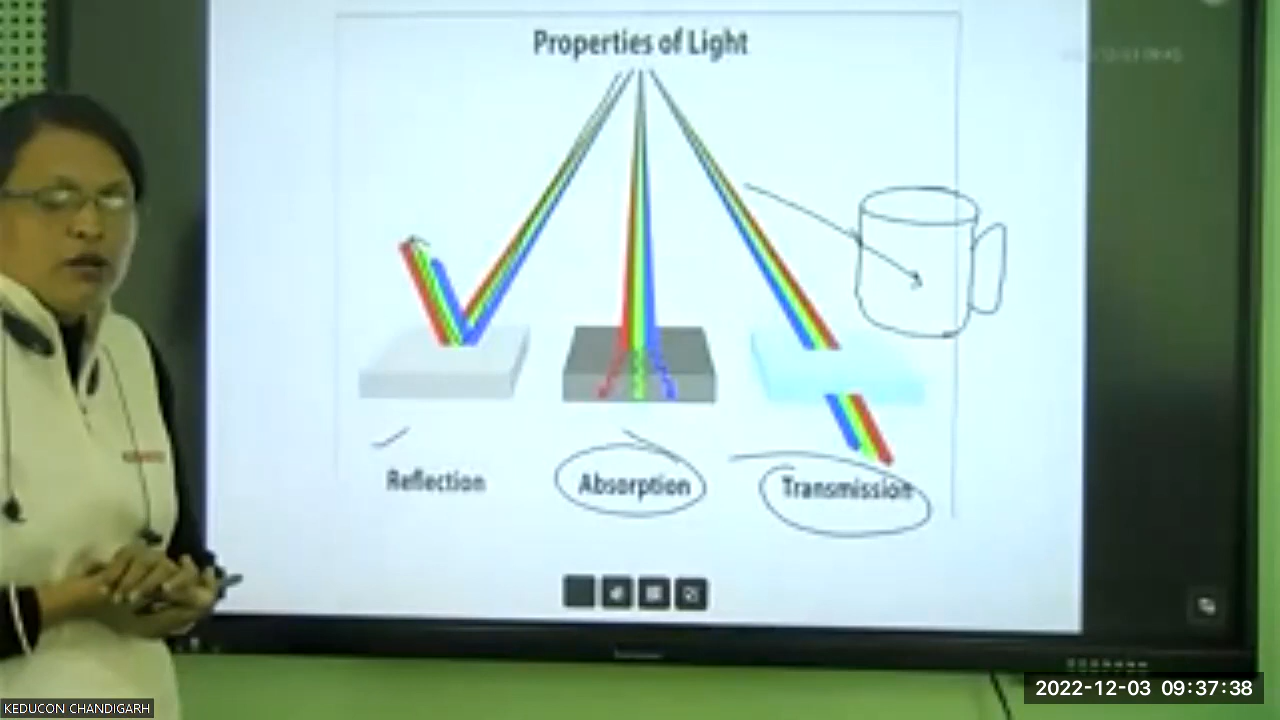 Properties of Light
Reflection
Absorption
Transmission
KEDUCON CHANDIGARH
2022-12-03 09:37:38